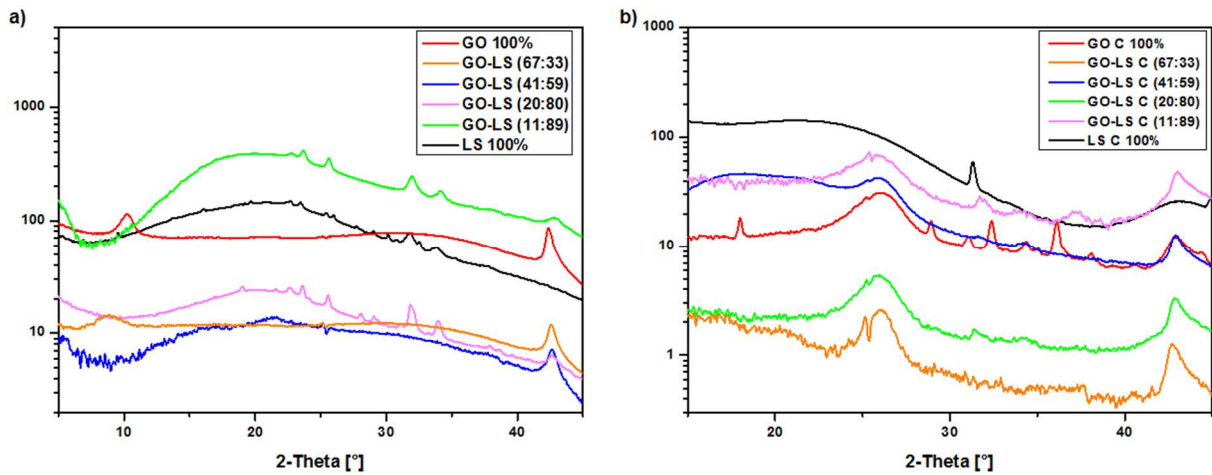 a)
1000
100
10
10
20
30
40
2-Theta [°]
GO 100%
GO-LS (67:33)
GO-LS (41:59)
GO-LS (20:80)
GO-LS (11:89)
LS 100%
b)
1000
100
10
1
20
30
40
2-Theta [°]
GO C 100%
GO-LS C (67:33)
GO-LS C (41:59)
GO-LS C (20:80)
GO-LS C (11:89)
LS C 100%